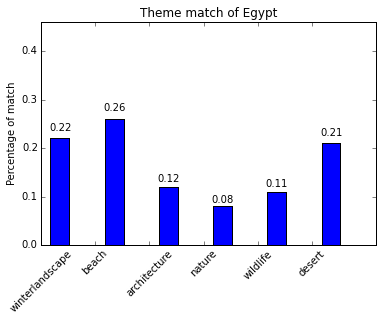 Theme match of Egypt
Percentage of match
0.4
0.3
0.2
0.1
0.0
0.22
0.26
0.12
0.08
0.11
0.21
winterlandscape
beach
architecture
nature
wildlife
desert